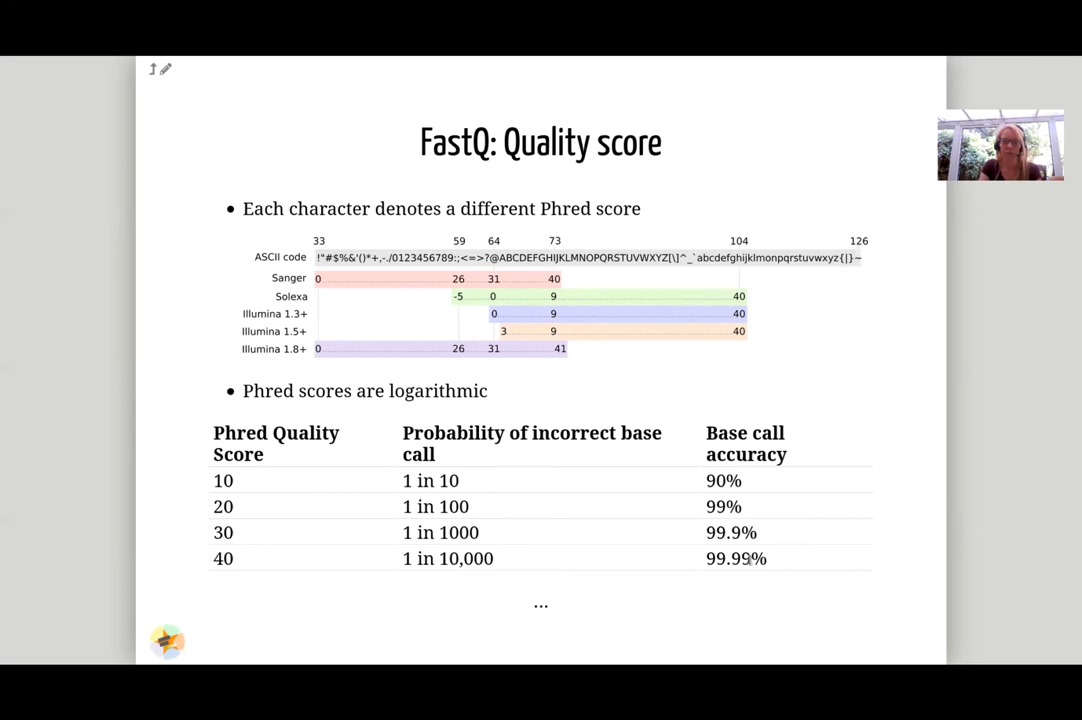 FastQ: Quality score
• Each character denotes a different Phred score
33 59 64 73 104 126
ASCII code !"#$%&'()*+,-./0123456789:;<=>?@ABCDEFGHIJKLMNOPQRSTUVWXYZ[\]^_`abcdefghijklmnopqrstuvwxyz{|}~
Sanger 0 26 31 40
Solexa -5 0 9 40
Illumina 1.3+ 0 9 40
Illumina 1.5+ 3 9 40
Illumina 1.8+ 0 26 31 41
• Phred scores are logarithmic
Phred Quality Probability of incorrect base Base call
Score call accuracy
10 1 in 10 90%
20 1 in 100 99%
30 1 in 1000 99.9%
40 1 in 10,000 99.99%
...